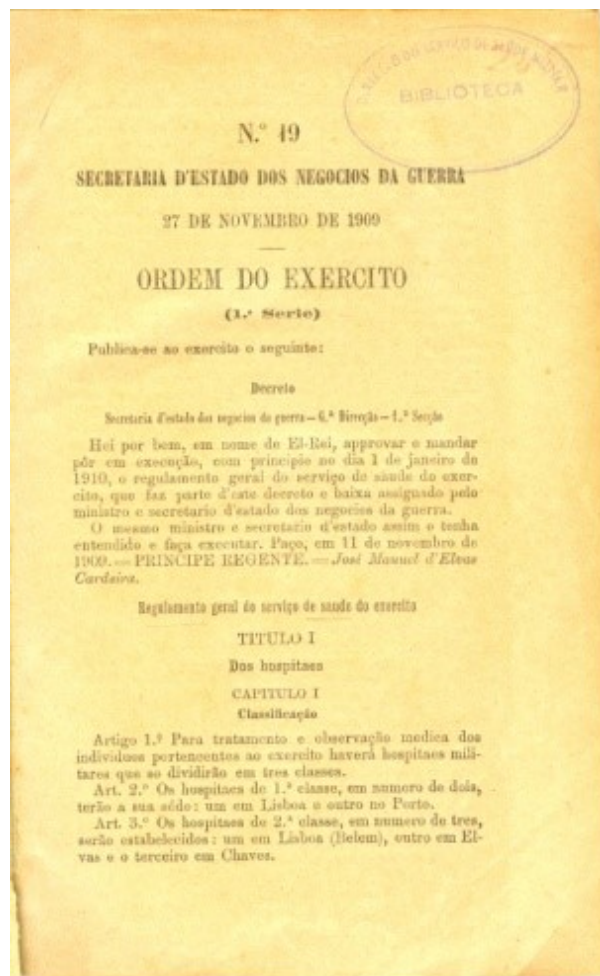 BIBLIOTECA
N.º 19
SECRETARIA D'ESTADO DOS NEGOCIOS DA GUERRA
27 DE NOVEMBRO DE 1909
ORDEM DO EXERCITO
(1.ª Serie)
Publica-se ao exercito o seguinte:
Decreto
Secretaria d'estado dos negocios da guerra — 6.ª Direcção — 1.ª Secção
Hei por bem, em nome de El-Rei, approvar e mandar
pôr em execução, com principio no dia 1 de janeiro de
1910, o regulamento geral do serviço de saude do exer-
cito, que faz parte d'este decreto e baixa assignado pelo
ministro e secretario d'estado dos negocios da guerra.
O mesmo ministro e secretario d'estado assim o tenha
entendido e faça executar. Paço, em 11 de novembro de
1909. — PRINCIPE REGENTE. — José Manuel d'Elvas
Cardeira.
Regulamento geral do serviço de saude do exercito
TITULO I
Dos hospitaes
CAPITULO I
Classificação
Artigo 1.º Para tratamento e observação medica dos
individuos pertencentes ao exercito haverá hospitaes mili-
tares que se dividirão em tres classes.
Art. 2.º Os hospitaes de 1.ª classe, em numero de dois,
terão a sua séde: um em Lisboa e outro no Porto.
Art. 3.º Os hospitaes de 2.ª classe, em numero de tres,
serão estabelecidos: um em Lisboa (Belem), outro em El-
vas e o terceiro em Chaves.